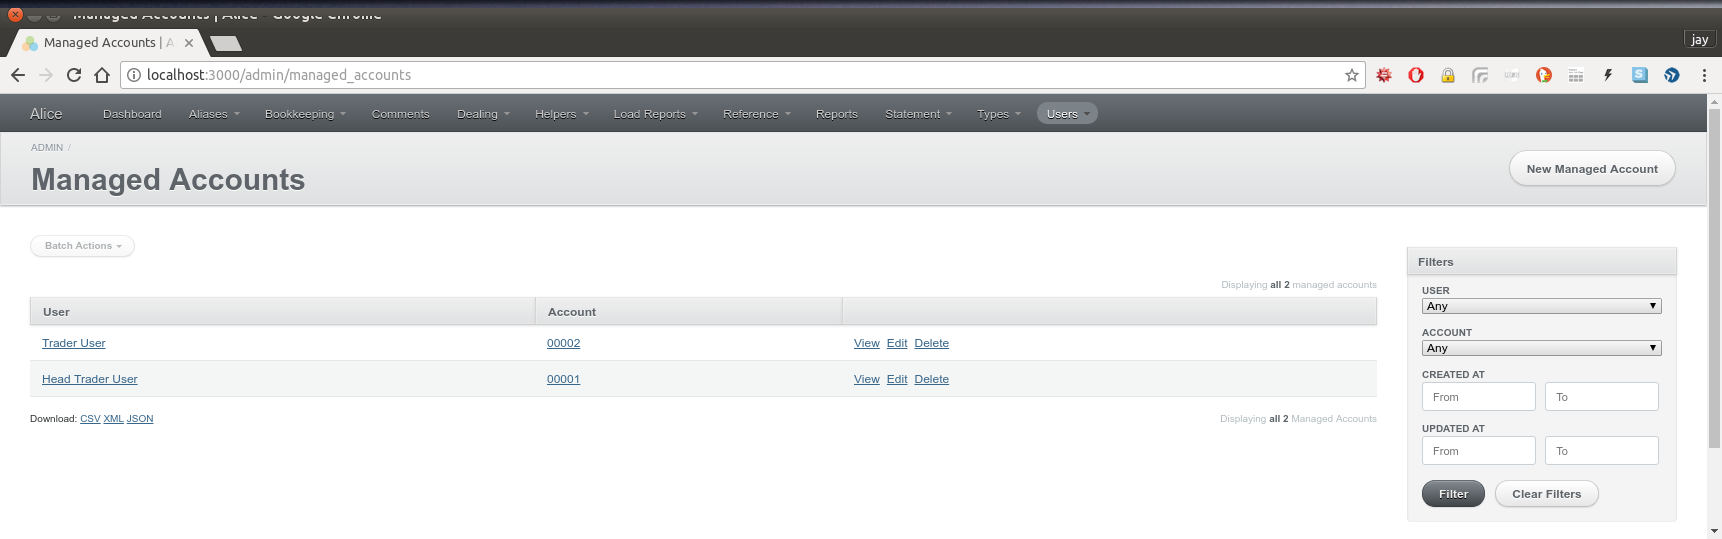 Managed Accounts | Alice - Google Chrome
Managed Accounts | A
jay
localhost:3000/admin/managed_accounts
Alice Dashboard Aliases Bookkeeping Comments Dealing Helpers Load Reports Reference Reports Statement Types Users
ADMIN /
Managed Accounts
New Managed Account
Batch Actions
Displaying all 2 managed accounts
User Account
Trader User 00002 View Edit Delete
Head Trader User 00001 View Edit Delete
Download: CSV XML JSON
Displaying all 2 Managed Accounts
Filters
USER
Any
ACCOUNT
Any
CREATED AT
From To
UPDATED AT
From To
Filter Clear Filters